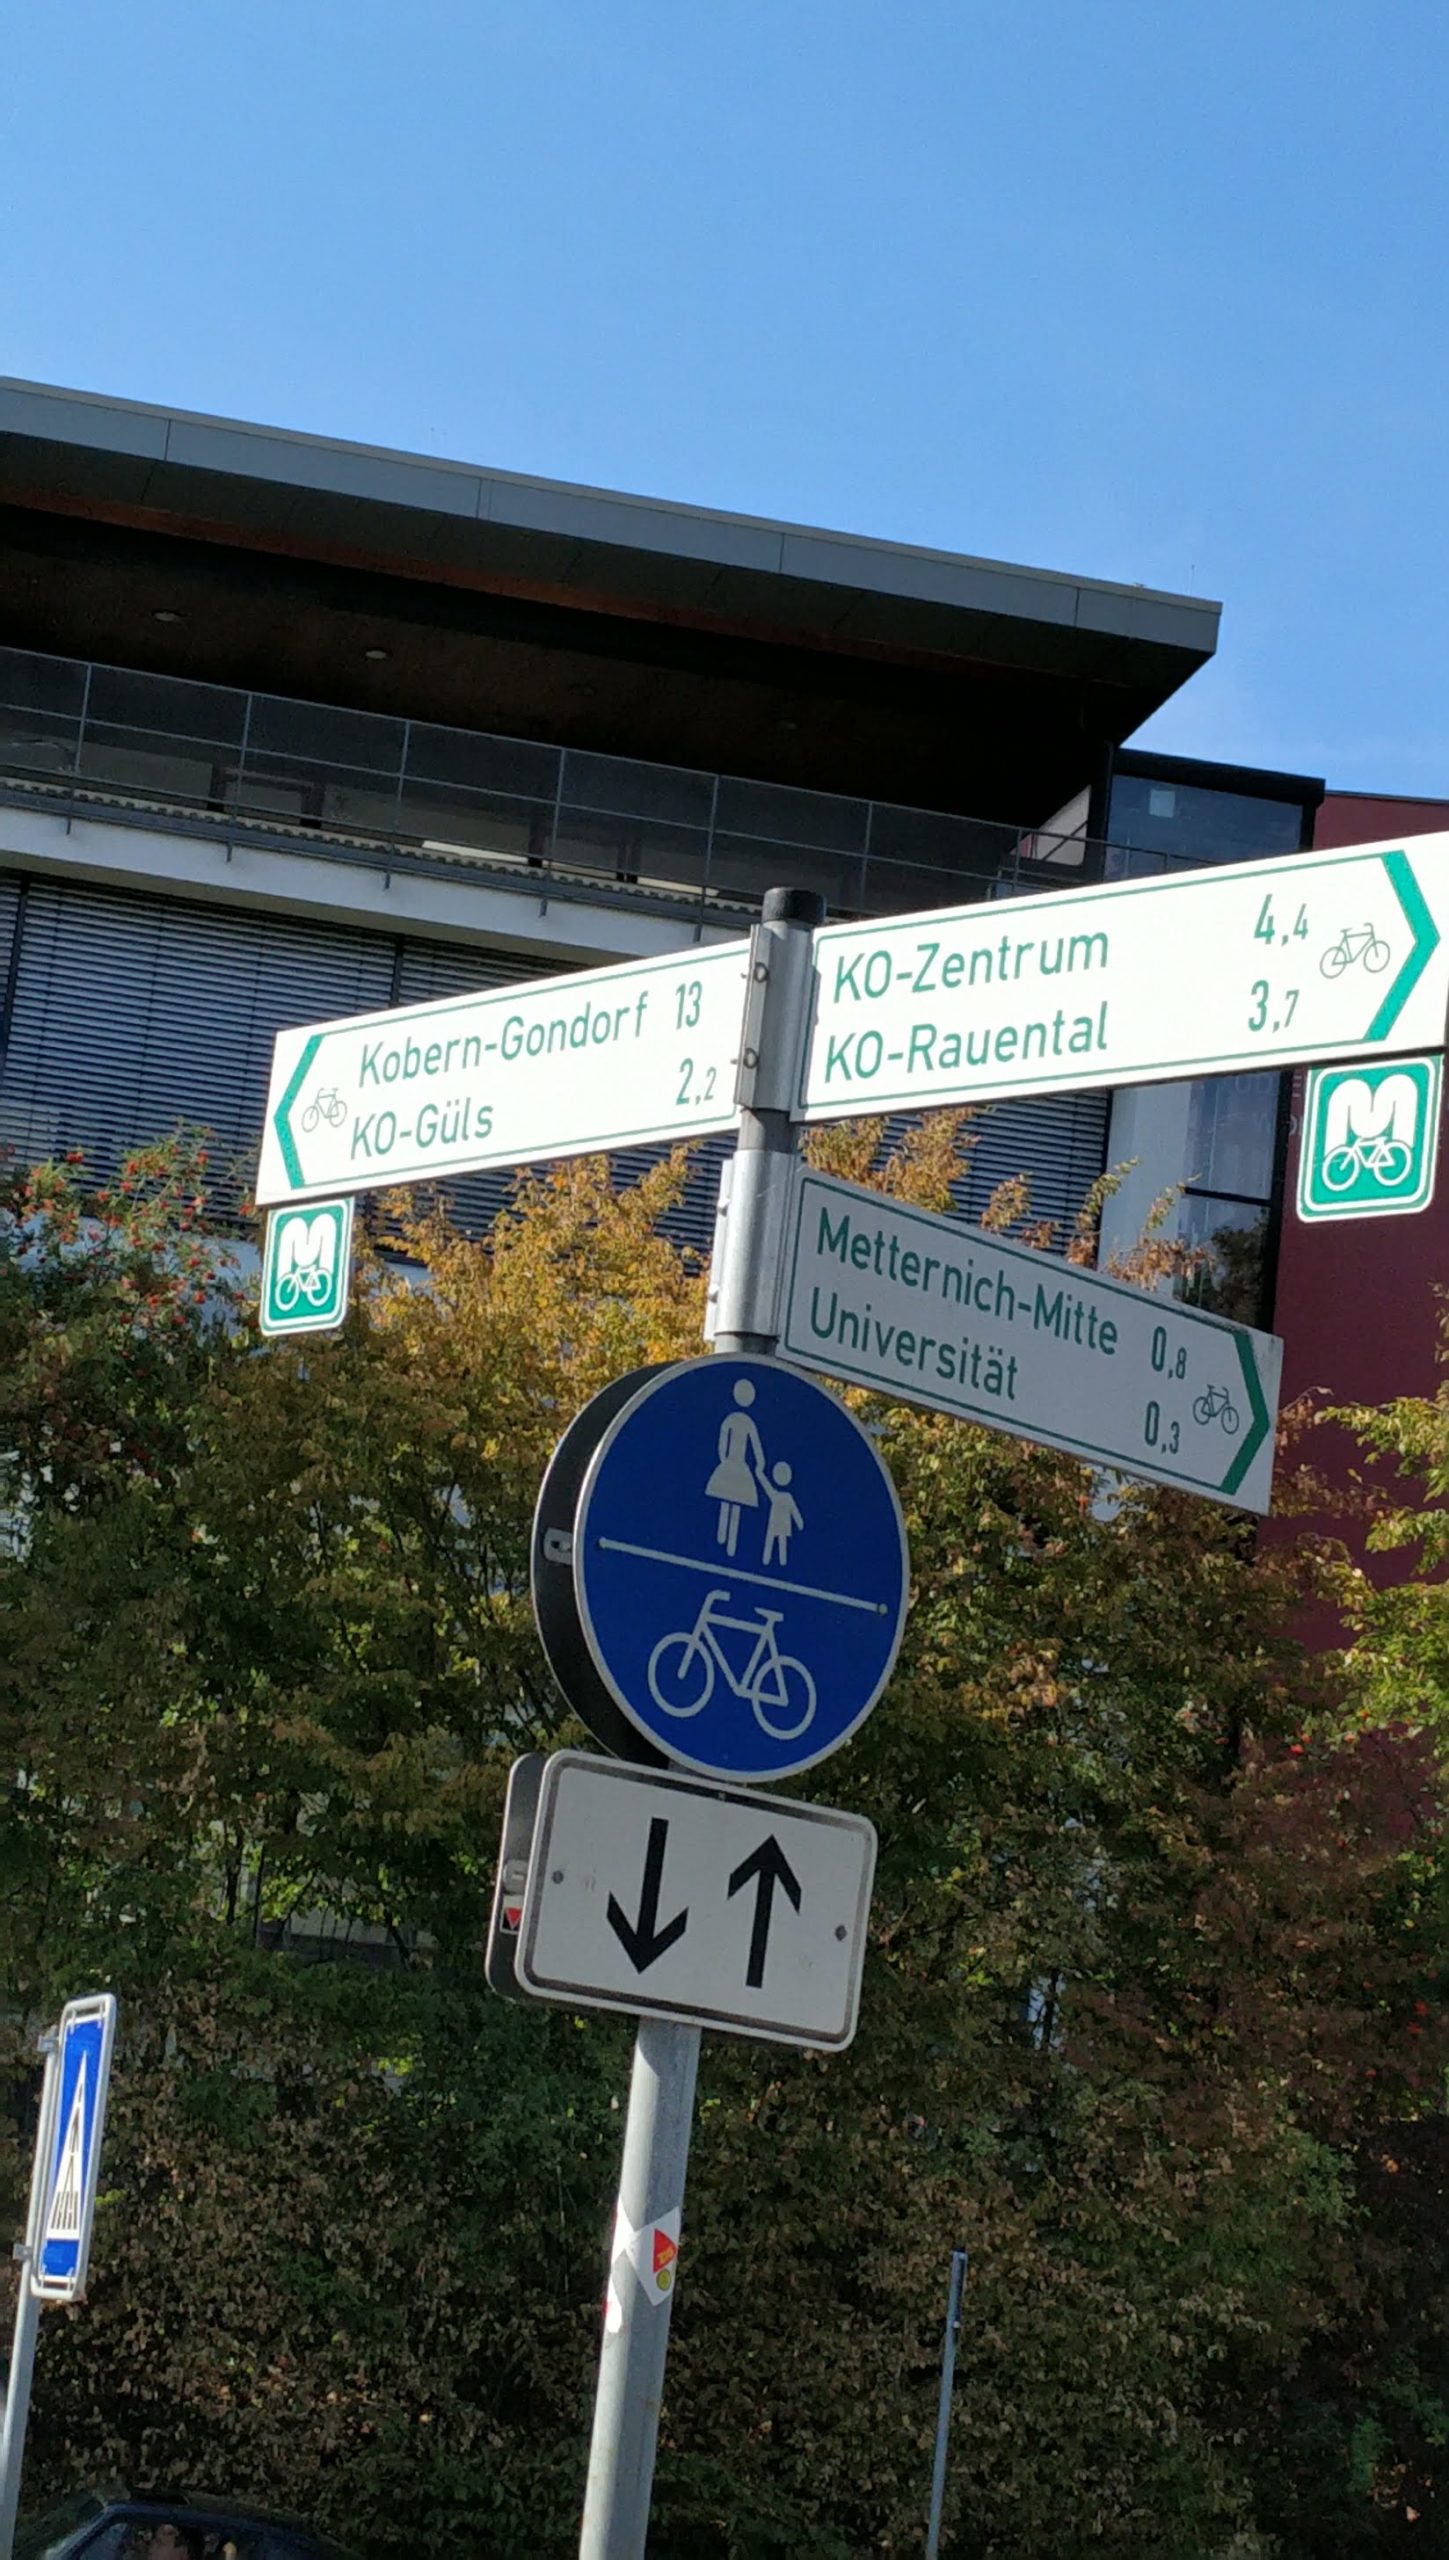 Kobern-Gondorf 13
KO-Güls 2,2
KO-Zentrum 4,4
KO-Rauental 3,7
M
M
Metternich-Mitte 0,8
Universität 0,3